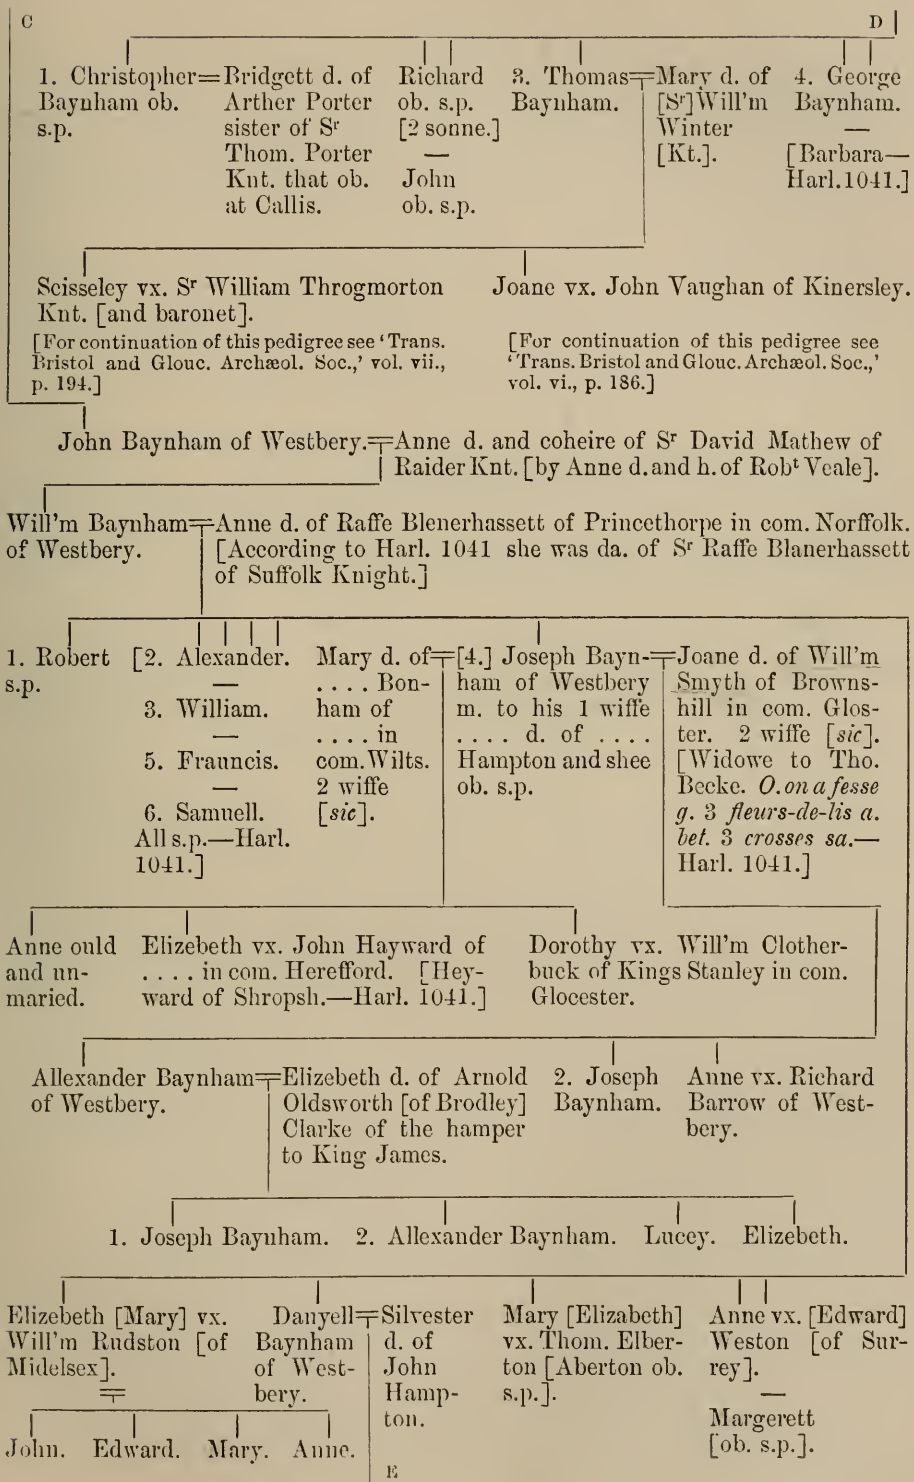 C D
1. Christopher=Bridgett d. of Richard 3. Thomas=Mary d. of 4. George
Baynham ob. Arther Porter ob. s.p. Baynham. [Sr] Will'm Baynham.
s.p. sister of Sr [2 sonne.] Winter —
Thom. Porter — [Kt.]. [Barbara—
Knt. that ob. John Harl. 1041.]
at Callis. ob. s.p.
Scisseley vx. Sr William Throgmorton Joane vx. John Vaughan of Kinersley.
Knt. [and baronet].
[For continuation of this pedigree see 'Trans. [For continuation of this pedigree see
Bristol and Glouc. Archæol. Soc.,' vol. vii., 'Trans. Bristol and Glouc. Archæol. Soc.,'
p. 194.] vol. vi., p. 186.]
John Baynham of Westbery.=Anne d. and coheire of Sr David Mathew of
Raider Knt. [by Anne d. and h. of Robt Veale].
Will'm Baynham=Anne d. of Raffe Blenerhassett of Princethorpe in com. Norffolk.
of Westbery. [According to Harl. 1041 she was da. of Sr Raffe Blanerhassett
of Suffolk Knight.]
1. Robert [2. Alexander. Mary d. of=[4.] Joseph Bayn-=Joane d. of Will'm
s.p. — . . . . Bon- ham of Westbery Smyth of Browns-
3. William. ham of m. to his 1 wiffe hill in com. Glos-
— . . . . in . . . . d. of . . . . ter. 2 wiffe [sic].
5. Frauncis. com. Wilts. Hampton and shee [Widowe to Tho.
— 2 wiffe ob. s.p. Becke. O. on a fesse
6. Samuell. [sic]. g. 3 fleurs-de-lis a.
All s.p.—Harl. bet. 3 crosses sa.—
1041.] Harl. 1041.]
Anne ould Elizebeth vx. John Hayward of Dorothy vx. Will'm Clother-
and un- . . . . in com. Herefford. [Hey- buck of Kings Stanley in com.
maried. ward of Shropsh.—Harl. 1041.] Glocester.
Allexander Baynham=Elizebeth d. of Arnold 2. Joseph Anne vx. Richard
of Westbery. Oldsworth [of Brodley] Baynham. Barrow of West-
Clarke of the hamper bery.
to King James.
1. Joseph Baynham. 2. Allexander Baynham. Lucey. Elizebeth.
Elizebeth [Mary] vx. Danyell=Silvester Mary [Elizabeth] Anne vx. [Edward]
Will'm Rudston [of Baynham d. of vx. Thom. Elber- Weston [of Sur-
Midelsex]. of West- John ton [Aberton ob. rey].
= bery. Hamp- s.p.]. —
ton. Margerett
John. Edward. Mary. Anne. [ob. s.p.].
E